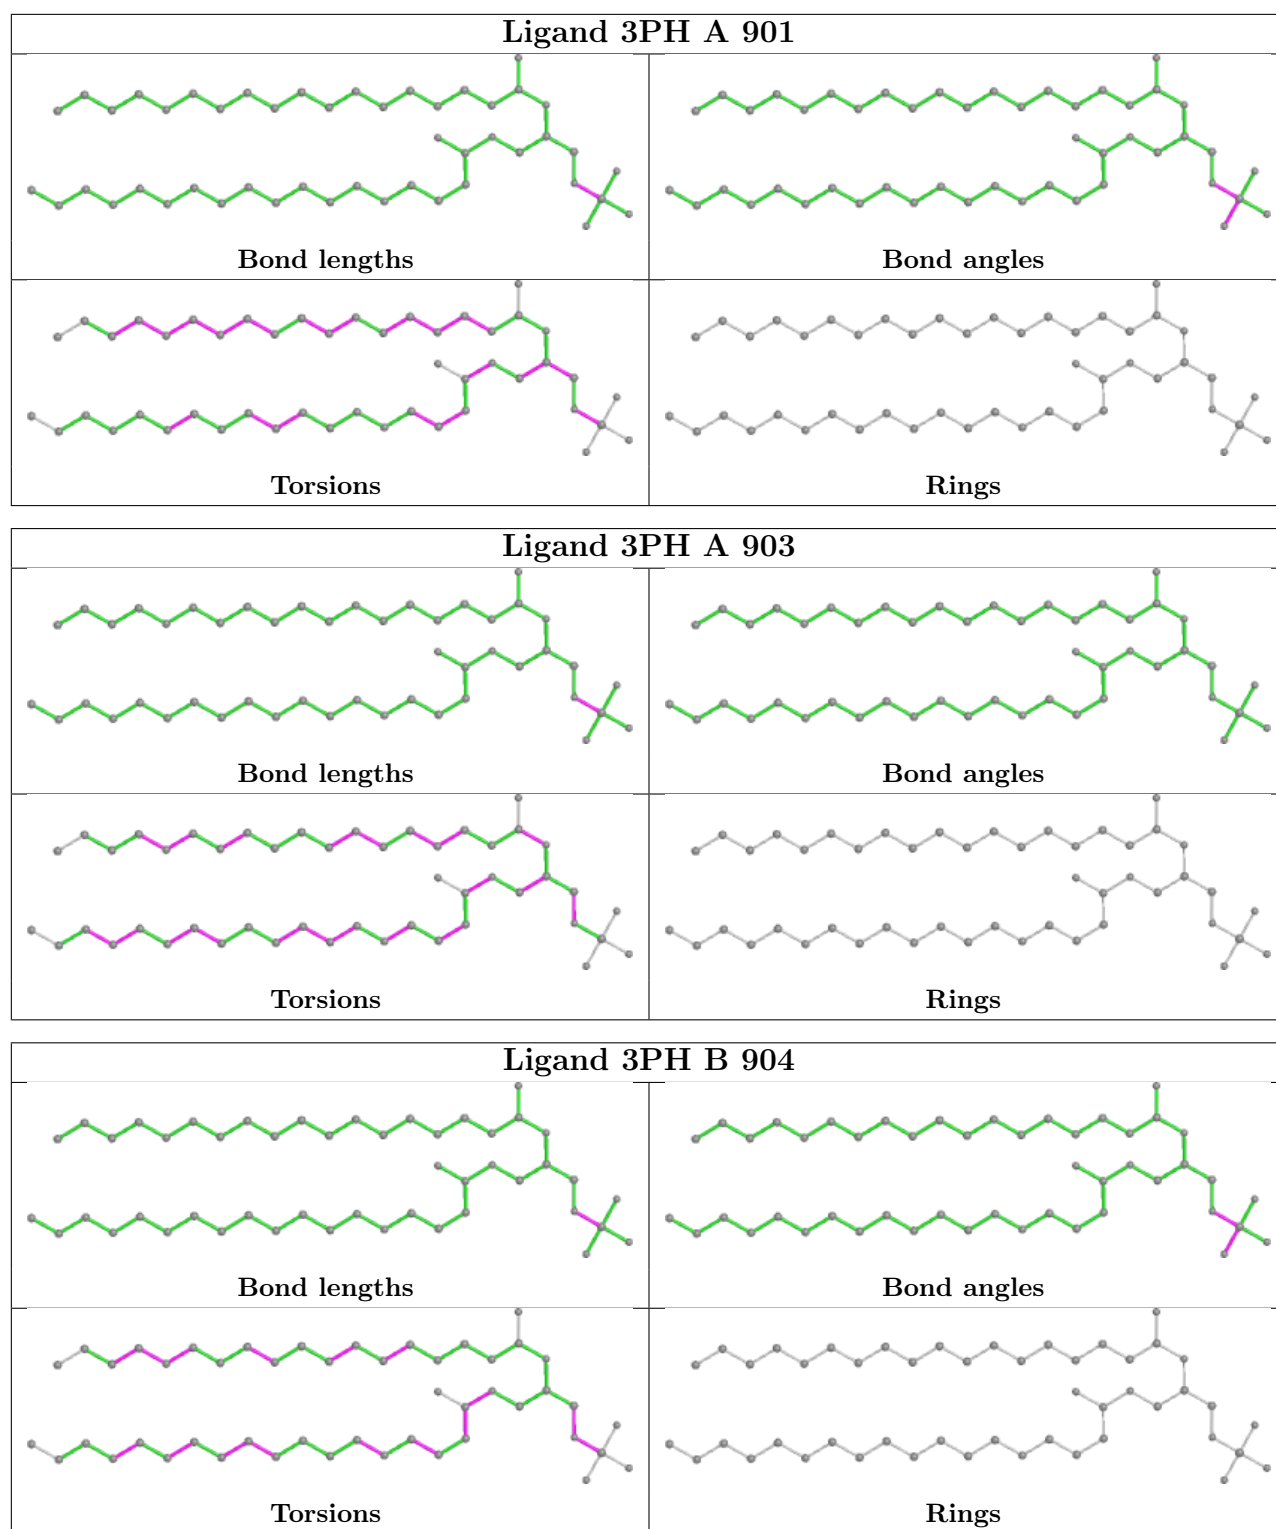 Ligand 3PH A 901
Bond lengths
Bond angles
Torsions
Rings
Ligand 3PH A 903
Bond lengths
Bond angles
Torsions
Rings
Ligand 3PH B 904
Bond lengths
Bond angles
Torsions
Rings